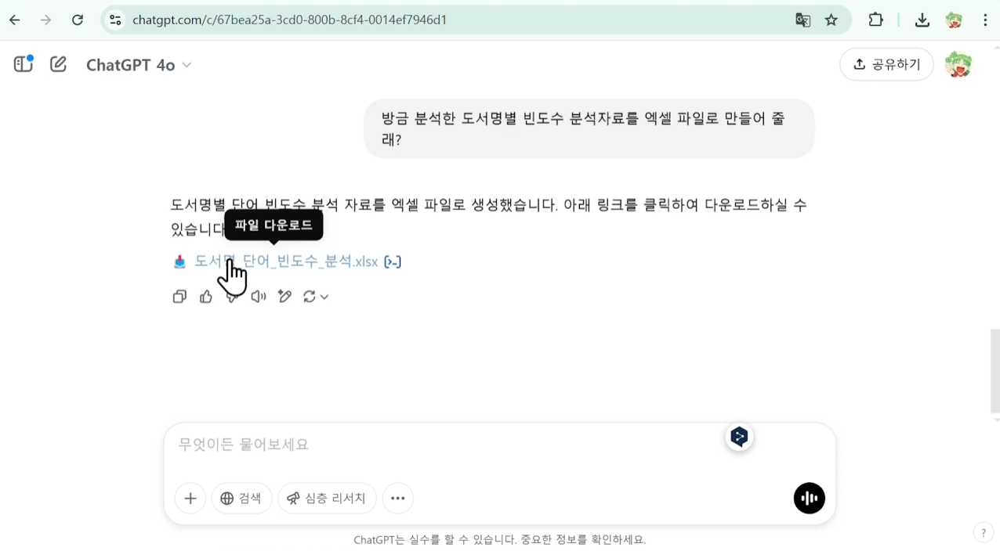 chatgpt.com/c/67bea25a-3cd0-800b-8cf4-0014ef7946d1
ChatGPT 4o
공유하기
방금 분석한 도서명별 빈도수 분석자료를 엑셀 파일로 만들어 줄
래?
도서명별 단어 빈도수 분석 자료를 엑셀 파일로 생성했습니다. 아래 링크를 클릭하여 다운로드하실 수
있습니다
파일 다운로드
도서명_단어_빈도수_분석.xlsx [>_]
무엇이든 물어보세요
검색
심층 리서치
ChatGPT는 실수를 할 수 있습니다. 중요한 정보를 확인하세요.
?